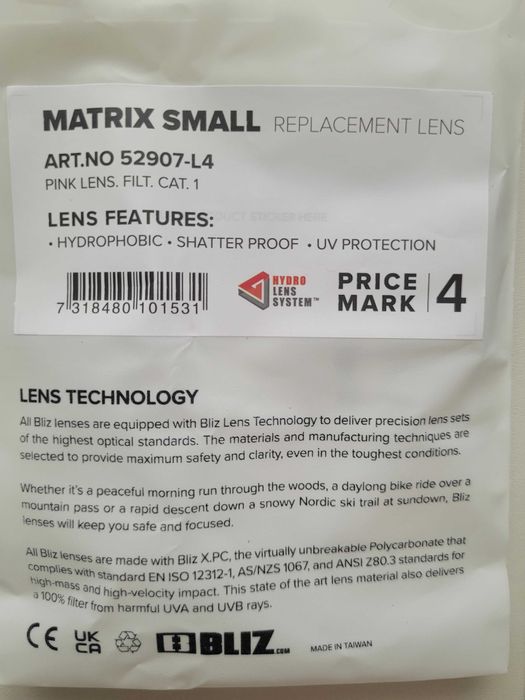 MATRIX SMALL REPLACEMENT LENS
ART.NO 52907-L4
PINK LENS. FILT. CAT. 1
LENS FEATURES:
• HYDROPHOBIC • SHATTER PROOF • UV PROTECTION
7 318480 101531
HYDRO
LENS
SYSTEM™
PRICE
MARK 4
LENS TECHNOLOGY
All Bliz lenses are equipped with Bliz Lens Technology to deliver precision lens sets
of the highest optical standards. The materials and manufacturing techniques are
selected to provide maximum safety and clarity, even in the toughest conditions.
Whether it's a peaceful morning run through the woods, a daylong bike ride over a
mountain pass or a rapid descent down a snowy Nordic ski trail at sundown, Bliz
lenses will keep you safe and focused.
All Bliz lenses are made with Bliz X.PC, the virtually unbreakable Polycarbonate that
complies with standard EN ISO 12312-1, AS/NZS 1067, and ANSI Z80.3 standards for
high-mass and high-velocity impact. This state of the art lens material also delivers
a 100% filter from harmful UVA and UVB rays.
CE UK
CA BLIZ.COM MADE IN TAIWAN